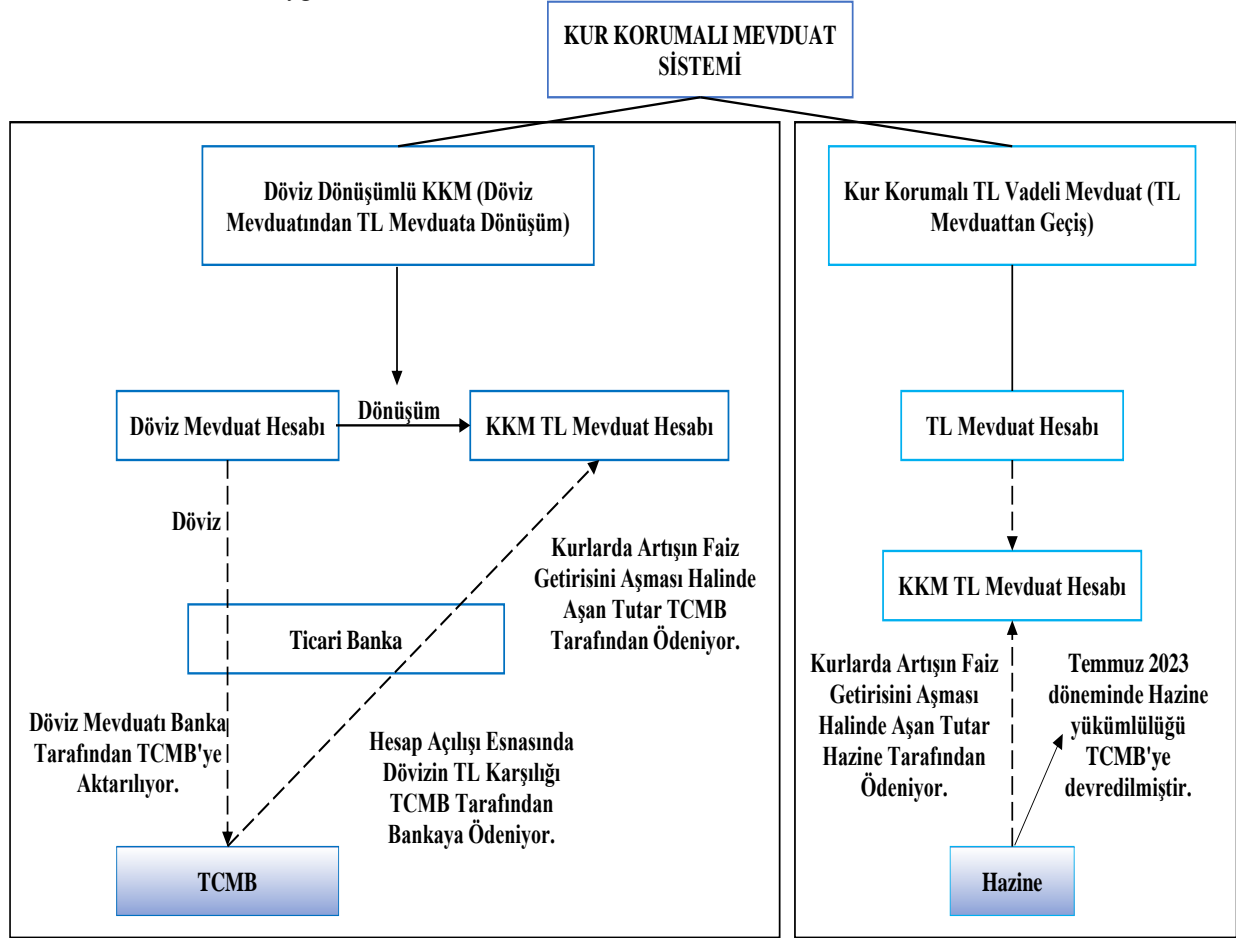 KUR KORUMALI MEVDUAT
SİSTEMİ
Döviz Dönüşümlü KKM (Döviz
Mevduatından TL Mevduata Dönüşüm)
Döviz Mevduat Hesabı
Dönüşüm
KKM TL Mevduat Hesabı
Döviz
Kurlarda Artışın Faiz
Getirisini Aşması Halinde
Aşan Tutar TCMB
Tarafından Ödeniyor.
Ticari Banka
Döviz Mevduatı Banka
Tarafından TCMB'ye
Aktarılıyor.
Hesap Açılışı Esnasında
Dövizin TL Karşılığı
TCMB Tarafından
Bankaya Ödeniyor.
TCMB
Kur Korumalı TL Vadeli Mevduat (TL
Mevduattan Geçiş)
TL Mevduat Hesabı
KKM TL Mevduat Hesabı
Kurlarda Artışın Faiz
Getirisini Aşması
Halinde Aşan Tutar
Hazine Tarafından
Ödeniyor.
Temmuz 2023
döneminde Hazine
yükümlülüğü
TCMB'ye
devredilmiştir.
Hazine